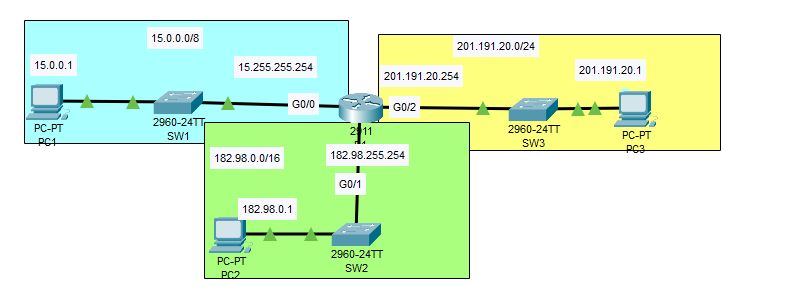 15.0.0.0/8
15.0.0.1
15.255.255.254
G0/0
PC-PT
PC1
2960-24TT
SW1
201.191.20.0/24
201.191.20.254
201.191.20.1
G0/2
2960-24TT
SW3
PC-PT
PC3
2911
182.98.0.0/16
182.98.255.254
G0/1
182.98.0.1
PC-PT
PC2
2960-24TT
SW2